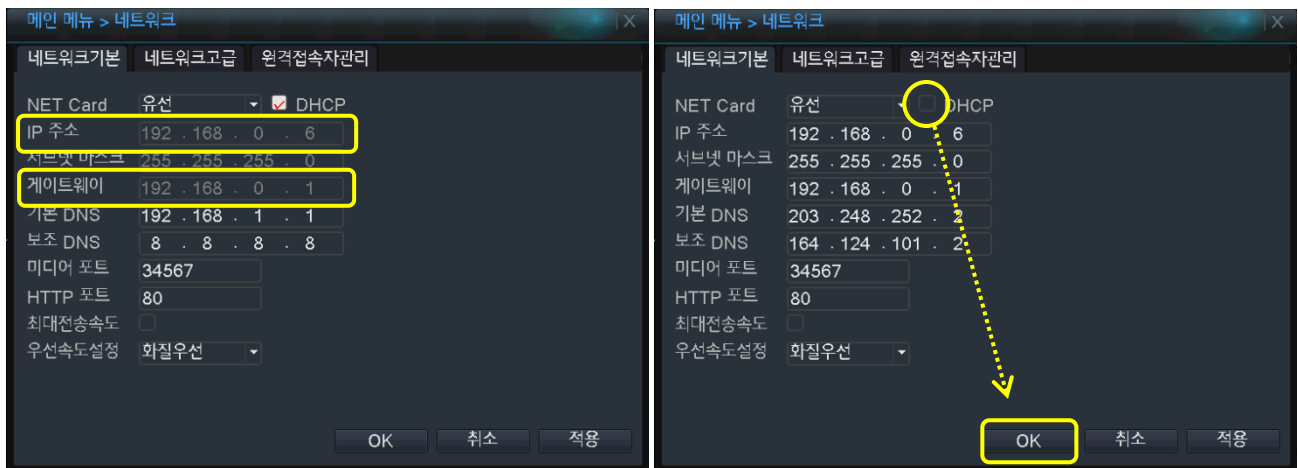 메인 메뉴 > 네트워크 X
네트워크기본 네트워크고급 원격접속자관리
NET Card 유선 DHCP
IP 주소 192 . 168 . 0 . 6
서브넷 마스크 255 . 255 . 255 . 0
게이트웨이 192 . 168 . 0 . 1
기본 DNS 192 . 168 . 1 . 1
보조 DNS 8 . 8 . 8 . 8
미디어 포트 34567
HTTP 포트 80
최대전송속도
우선속도설정 화질우선
OK 취소 적용
메인 메뉴 > 네트워크 X
네트워크기본 네트워크고급 원격접속자관리
NET Card 유선 DHCP
IP 주소 192 . 168 . 0 . 6
서브넷 마스크 255 . 255 . 255 . 0
게이트웨이 192 . 168 . 0 . 1
기본 DNS 203 . 248 . 252 . 2
보조 DNS 164 . 124 . 101 . 2
미디어 포트 34567
HTTP 포트 80
최대전송속도
우선속도설정 화질우선
OK 취소 적용